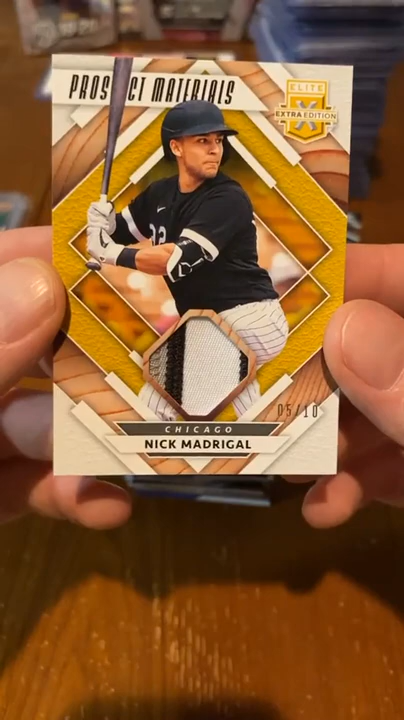 PROSPECT MATERIALS
ELITE
X
EXTRA EDITION
05/10
CHICAGO
NICK MADRIGAL